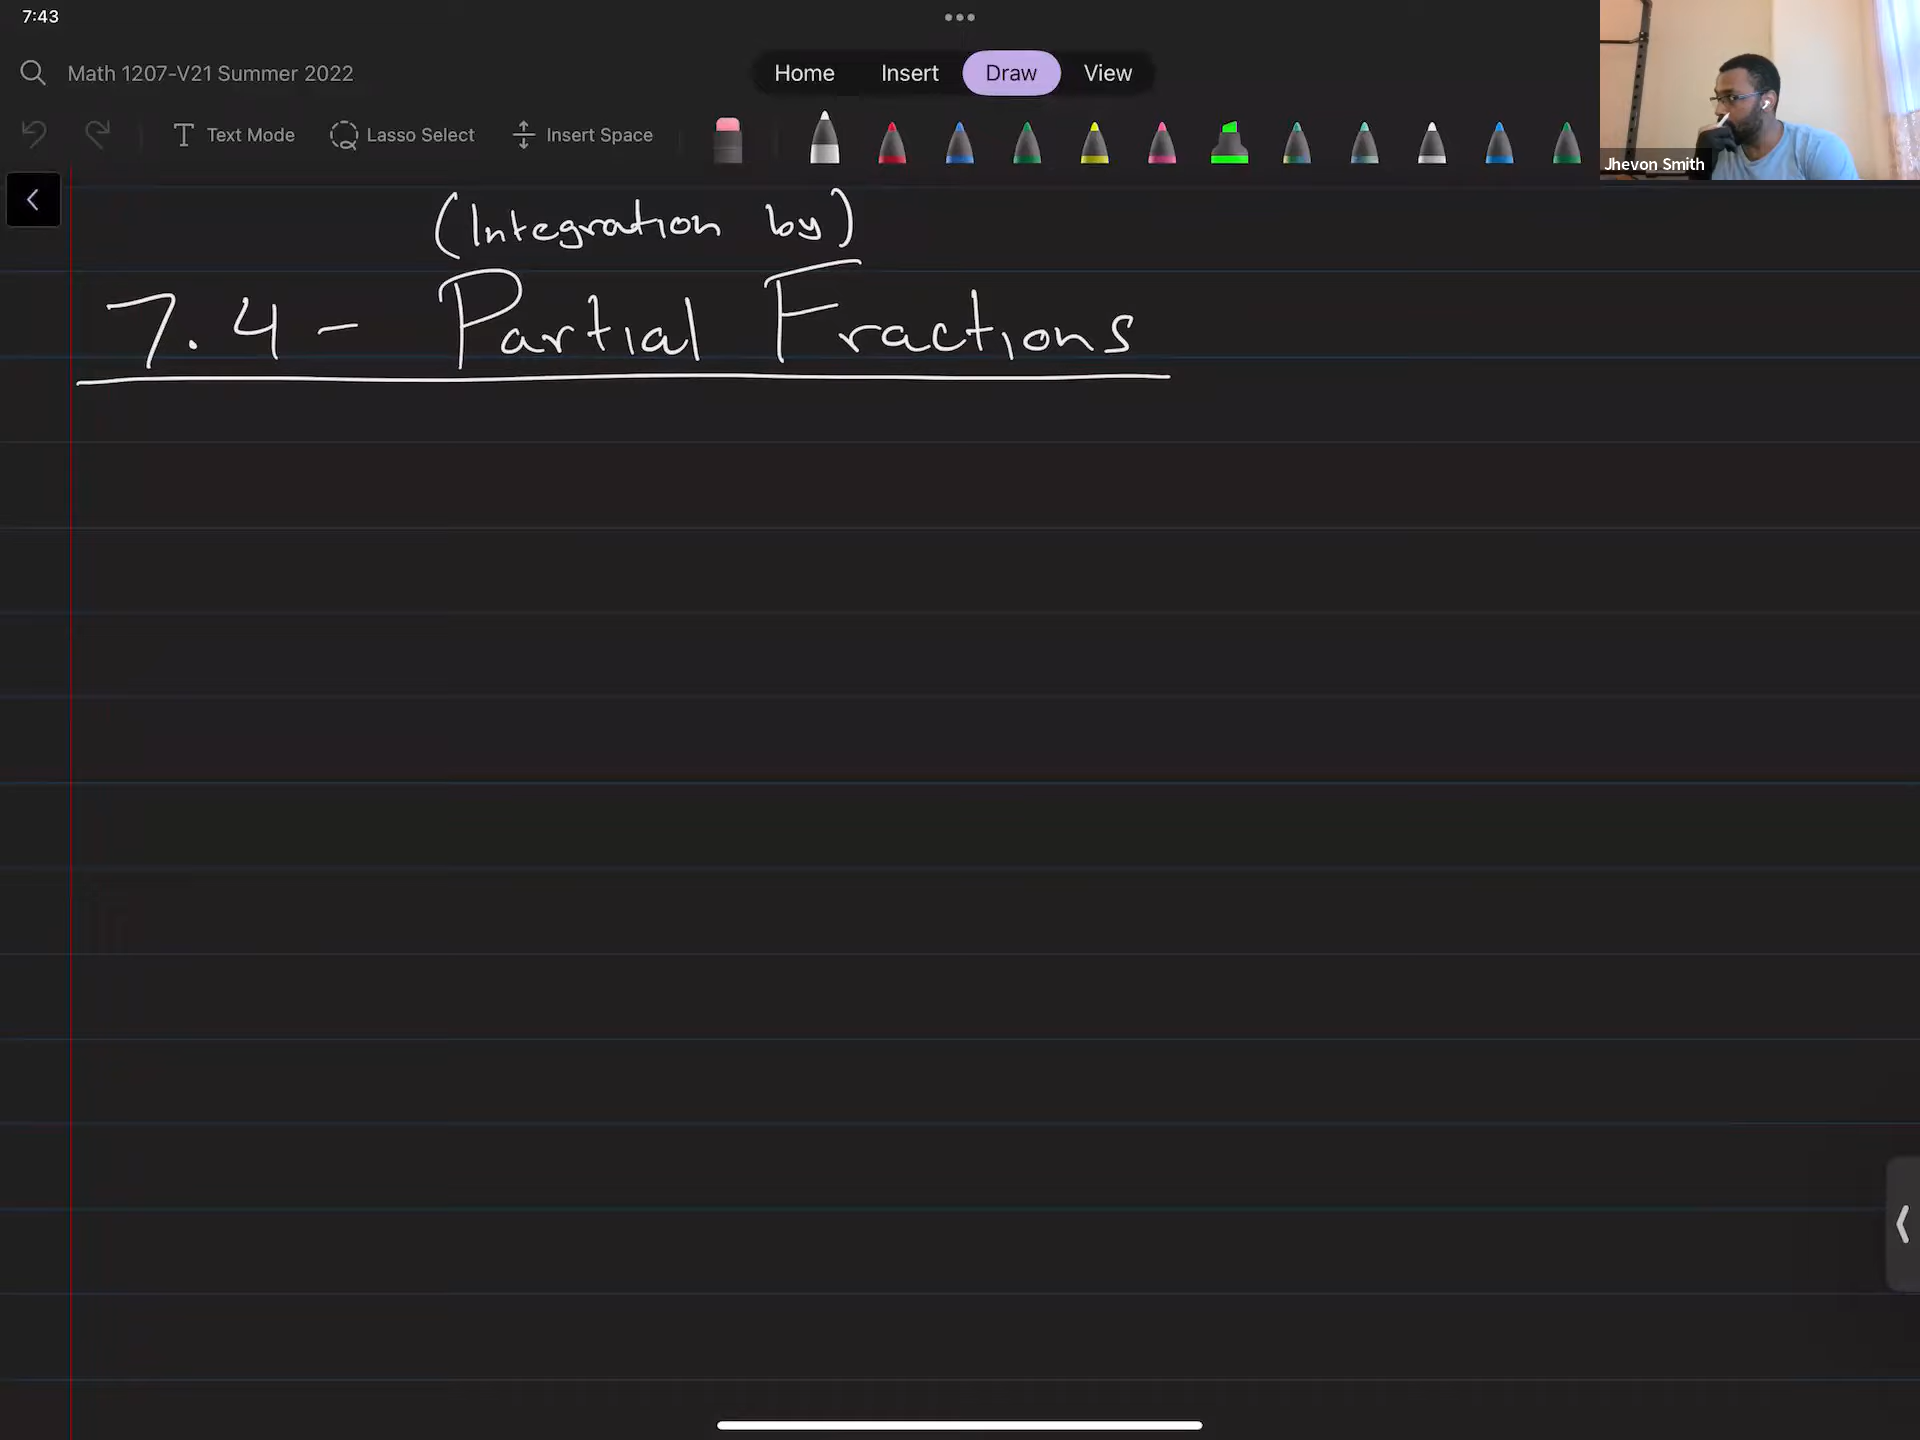 7:43
Math 1207-V21 Summer 2022
Home Insert Draw View
Text Mode Lasso Select Insert Space
Jhevon Smith
(Integration by)
7.4 - Partial Fractions